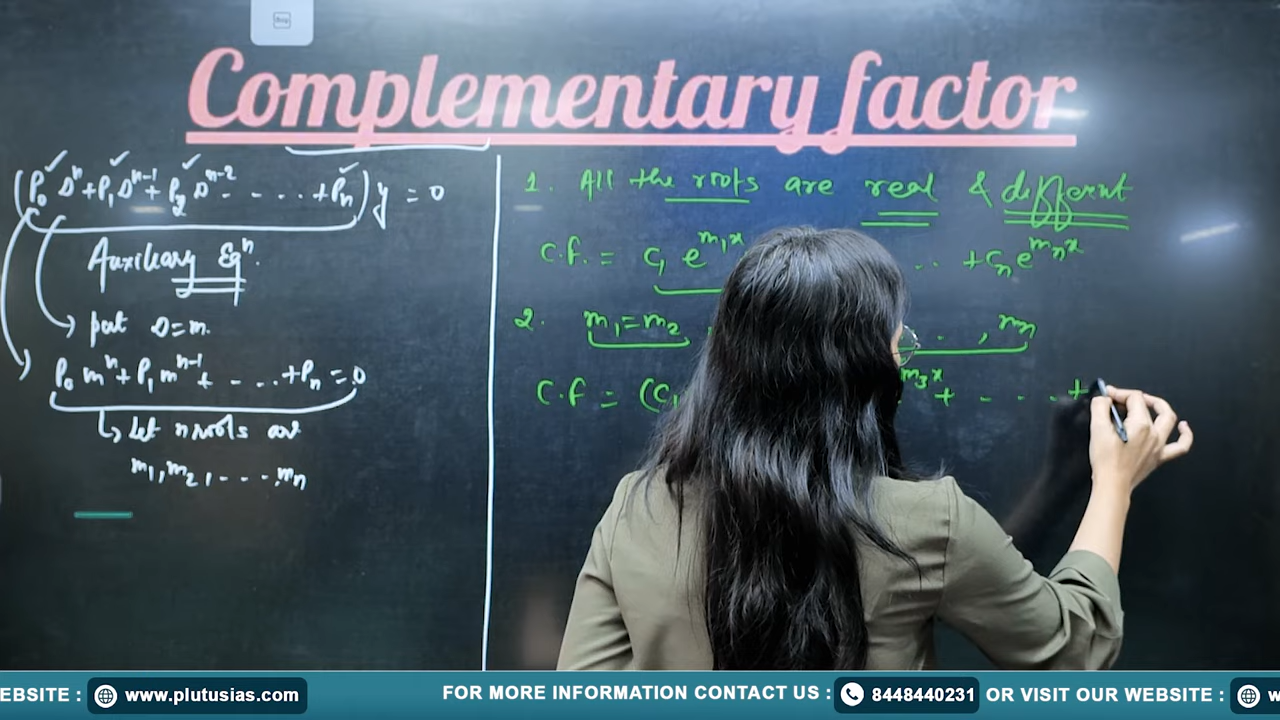 Complementary factor
(P₀Dⁿ+P₁Dⁿ⁻¹+P₂Dⁿ⁻²- - ...+Pₙ)y = 0
Auxiliary Eqⁿ.
put D=m.
P₀mⁿ+P₁mⁿ⁻¹+ - ...+Pₙ=0
Let n roots are
m₁,m₂,- - -.mₙ
1. All the roots are real & different
C.f. = c₁e^m₁x .. +cₙe^mₙx
2. m₁=m₂ . . ,mₙ
C.f = (c₁ m₃x + - - . +
EBSITE : www.plutusias.com FOR MORE INFORMATION CONTACT US : 8448440231 OR VISIT OUR WEBSITE : w